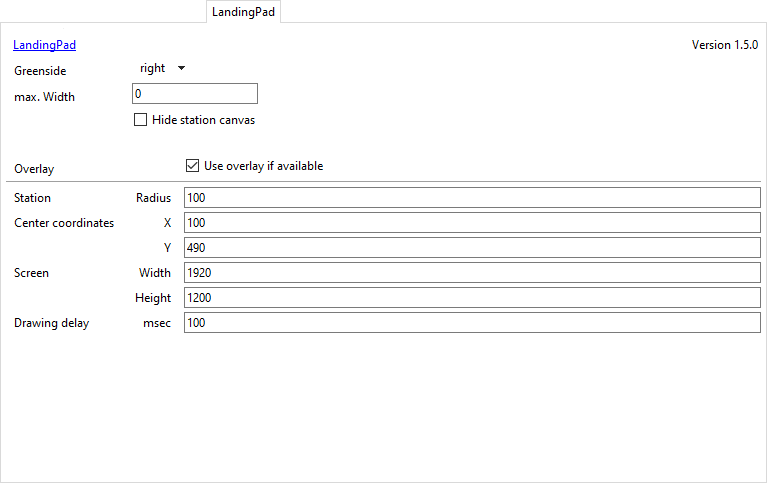 LandingPad
LandingPad Version 1.5.0
Greenside right
max. Width 0
Hide station canvas
Overlay Use overlay if available
Station Radius 100
Center coordinates X 100
Y 490
Screen Width 1920
Height 1200
Drawing delay msec 100